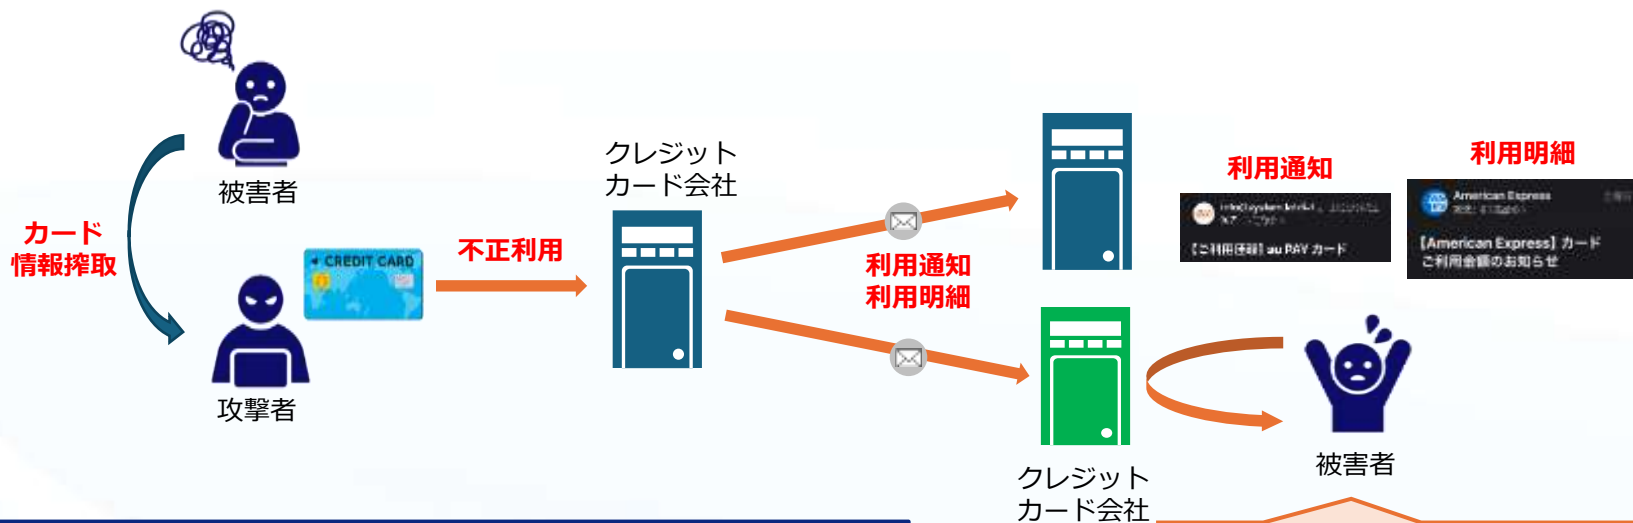 被害者
カード
情報搾取
CREDIT CARD
攻撃者
不正利用
クレジット
カード会社
利用通知
利用明細
利用通知
利用明細
【ご利用速報】au PAY カード
American Express
【American Express】カード
ご利用金額のお知らせ
クレジット
カード会社
被害者